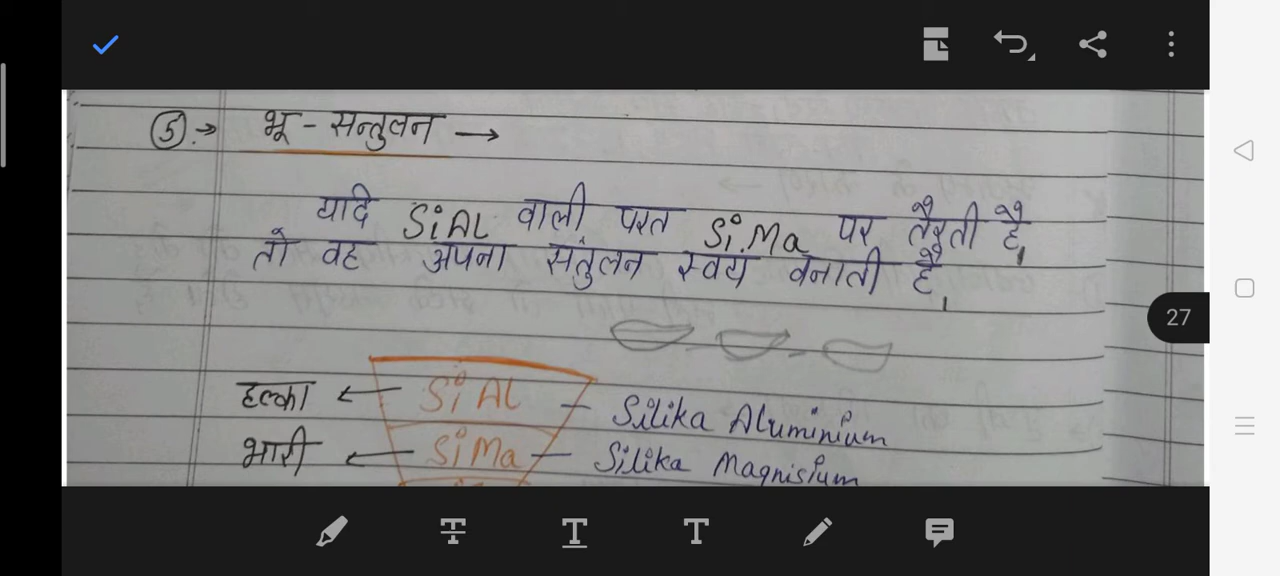 ⑤.→ भू-सन्तुलन →
यदि SiAL वाली परत Si.Ma पर तैरती है,
तो वह अपना संतुलन स्वयं बनाती है,
27
हल्का ← SiAL – Silika Aluminium
भारी ← SiMa – Silika Magnisium
T T T